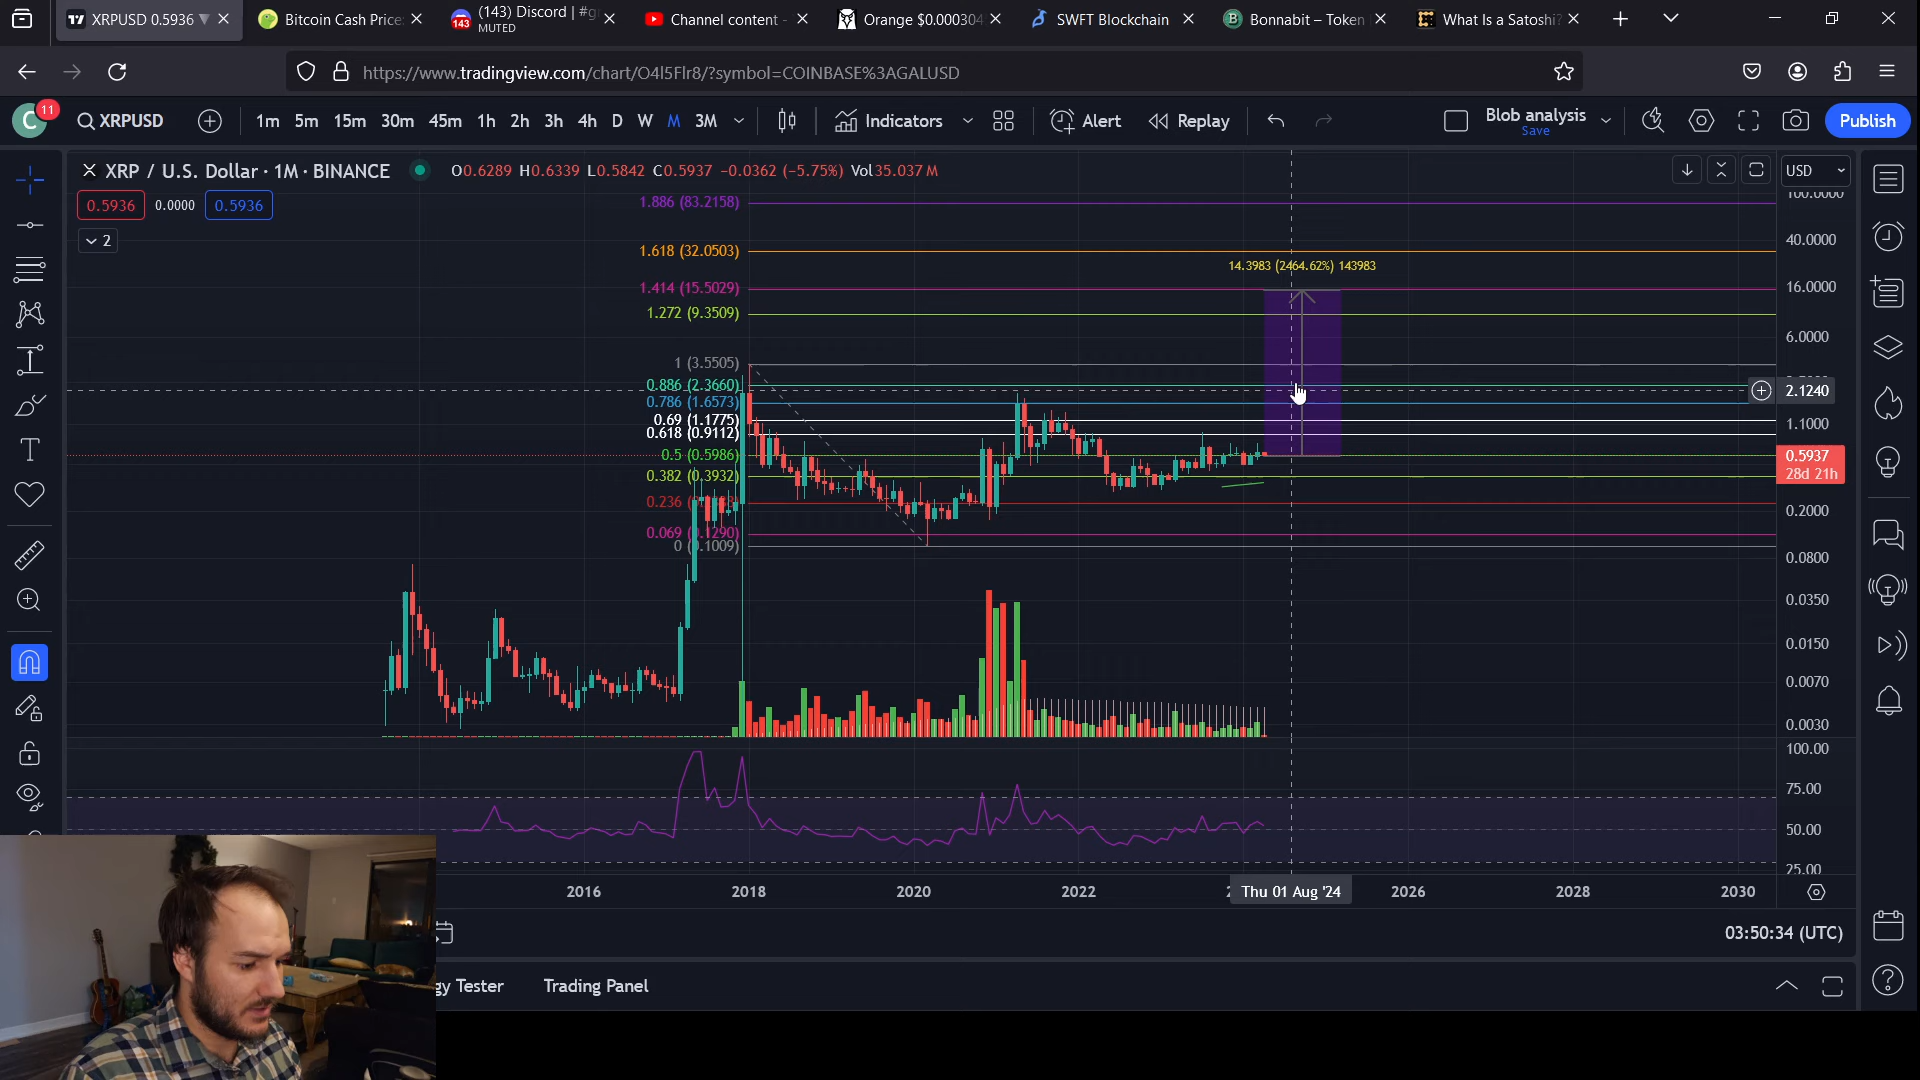 XRPUSD 0.5936
Bitcoin Cash Price:
(143) Discord | #g
MUTED
Channel content -
Orange $0.000304
SWFT Blockchain
Bonnabit – Token
What Is a Satoshi?
https://www.tradingview.com/chart/O4l5Flr8/?symbol=COINBASE%3AGALUSD
C
11
XRPUSD
1m 5m 15m 30m 45m 1h 2h 3h 4h D W M 3M
Indicators
Alert
Replay
Blob analysis
Save
Publish
XRP / U.S. Dollar · 1M · BINANCE
O0.6289 H0.6339 L0.5842 C0.5937 −0.0362 (−5.75%) Vol35.037 M
USD
0.5936 0.0000 0.5936
2
1.886 (83.2158)
1.618 (32.0503)
14.3983 (2464.62%) 143983
1.414 (15.5029)
1.272 (9.3509)
1 (3.5505)
0.886 (2.3660)
0.786 (1.6573)
0.69 (1.1775)
0.618 (0.9112)
0.5 (0.5986)
0.382 (0.3932)
0.236
0.069 (0.1290)
0 (0.1009)
100.0000
40.0000
16.0000
6.0000
2.1240
1.1000
0.5937
28d 21h
0.2000
0.0800
0.0350
0.0150
0.0070
0.0030
100.00
75.00
50.00
25.00
2016 2018 2020 2022 Thu 01 Aug '24 2026 2028 2030
03:50:34 (UTC)
gy Tester
Trading Panel